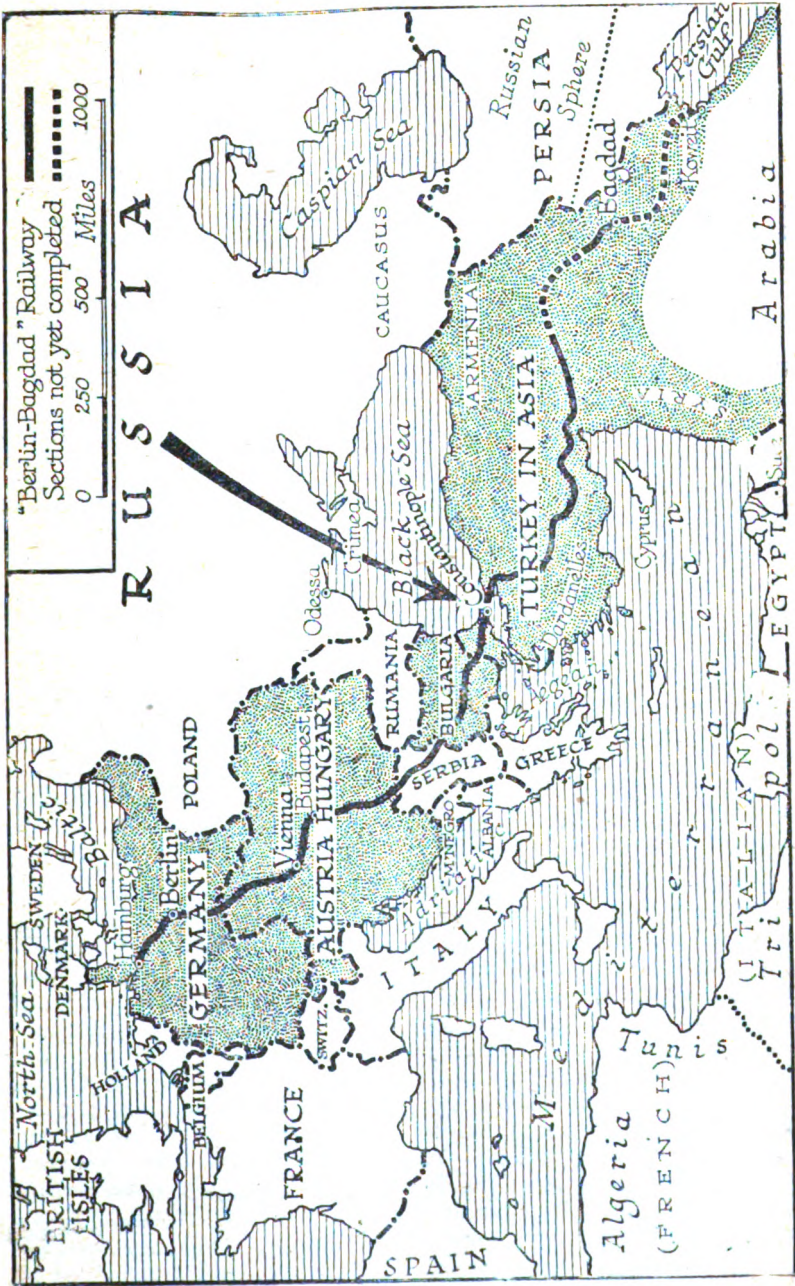 "Berlin-Bagdad" Railway
Sections not yet completed
0 250 500 Miles 1000
RUSSIA
BRITISH
ISLES
North Sea
SWEDEN
DENMARK
Baltic
HOLLAND
Hamburg
Berlin
BELGIUM
GERMANY
POLAND
FRANCE
SWITZ.
Vienna
Budapest
AUSTRIA HUNGARY
Odessa
Crimea
RUMANIA
SERBIA
BULGARIA
M'NEGRO
ALBANIA
GREECE
ITALY
Adriatic
Aegean
Black Sea
Constantinople
Dardanelles
CAUCASUS
Caspian Sea
ARMENIA
TURKEY IN ASIA
Russian
PERSIA
Sphere
Bagdad
Koweit
Persian
Gulf
SYRIA
Arabia
Cyprus
Suez
EGYPT
Mediterranean
SPAIN
Algeria
(FRENCH)
Tunis
(ITALIAN)
Tripoli